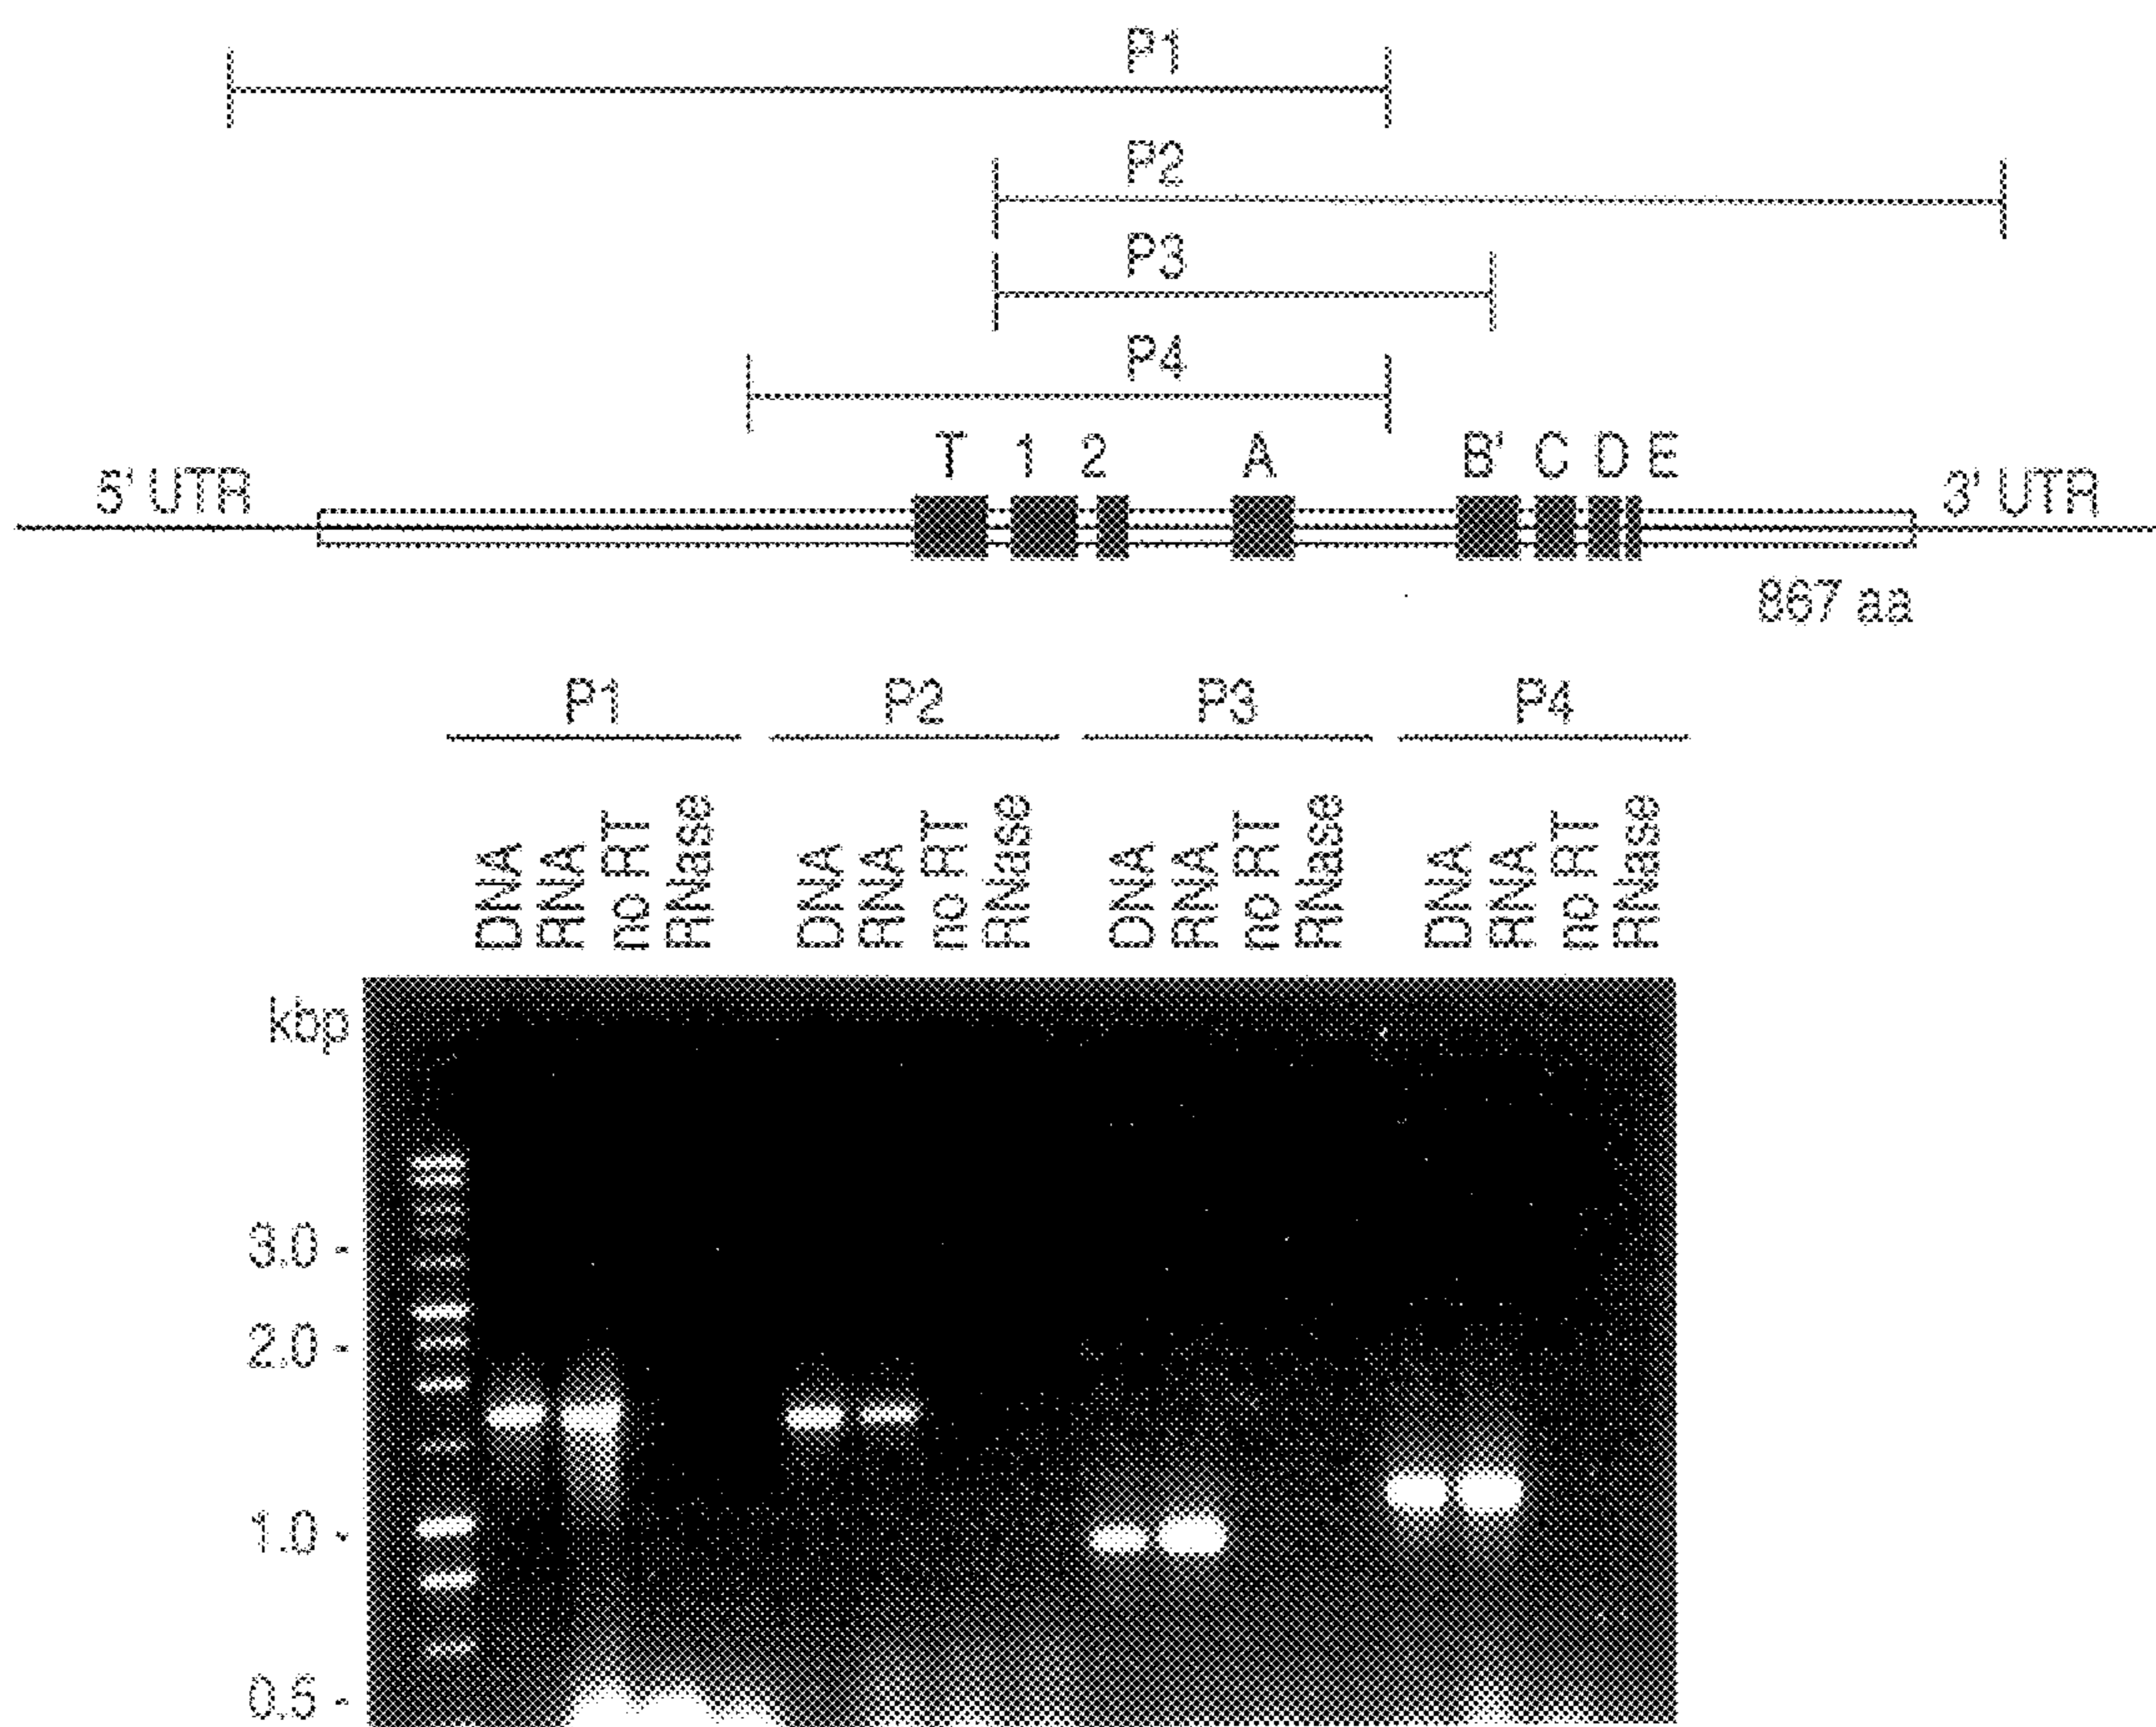 P1
P2
P3
P4
T 1 2 A B' C D E
5' UTR 3' UTR
867 aa
P1 P2 P3 P4
DNA RNA no RT RNase DNA RNA no RT RNase DNA RNA no RT RNase DNA RNA no RT RNase
kbp
3.0 -
2.0 -
1.0 -
0.5 -